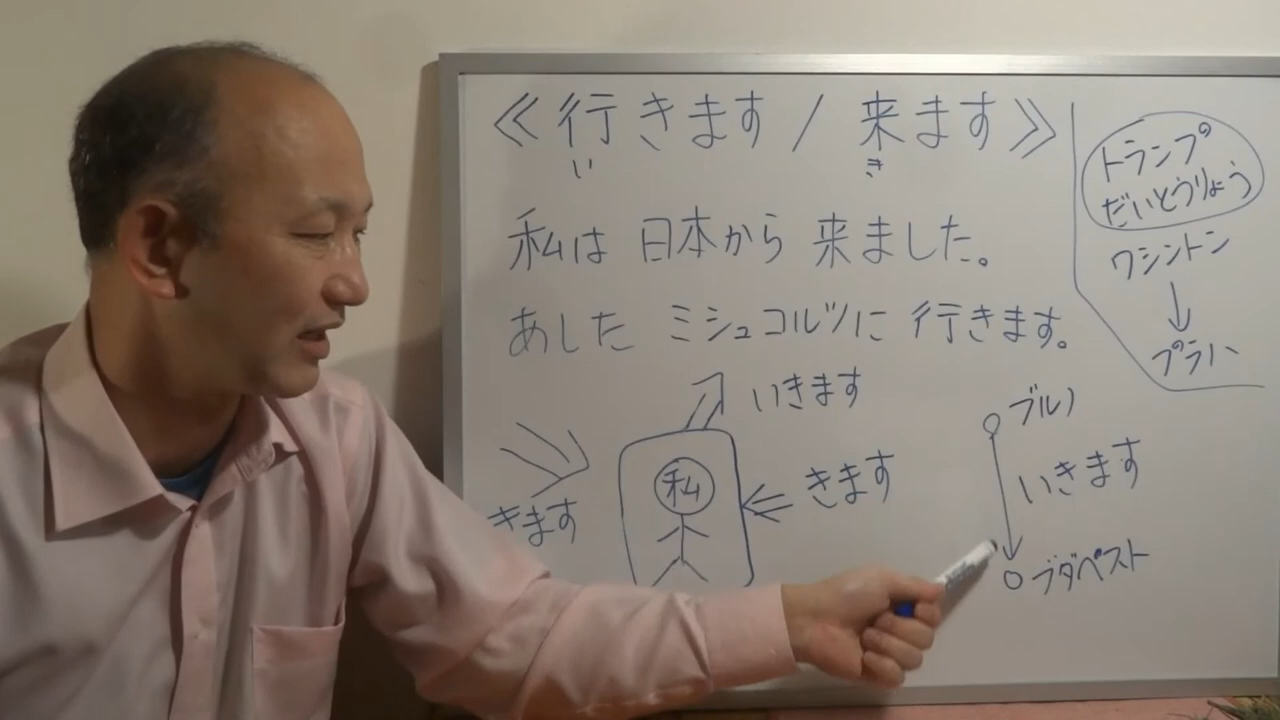 ≪行きます / 来ます≫
い き
私は 日本から 来ました。
あした ミシュコルツに 行きます。
いきます
きます
私
きます
トランプ
だいとうりょう
ワシントン
プラハ
ブルノ
いきます
ブダペスト